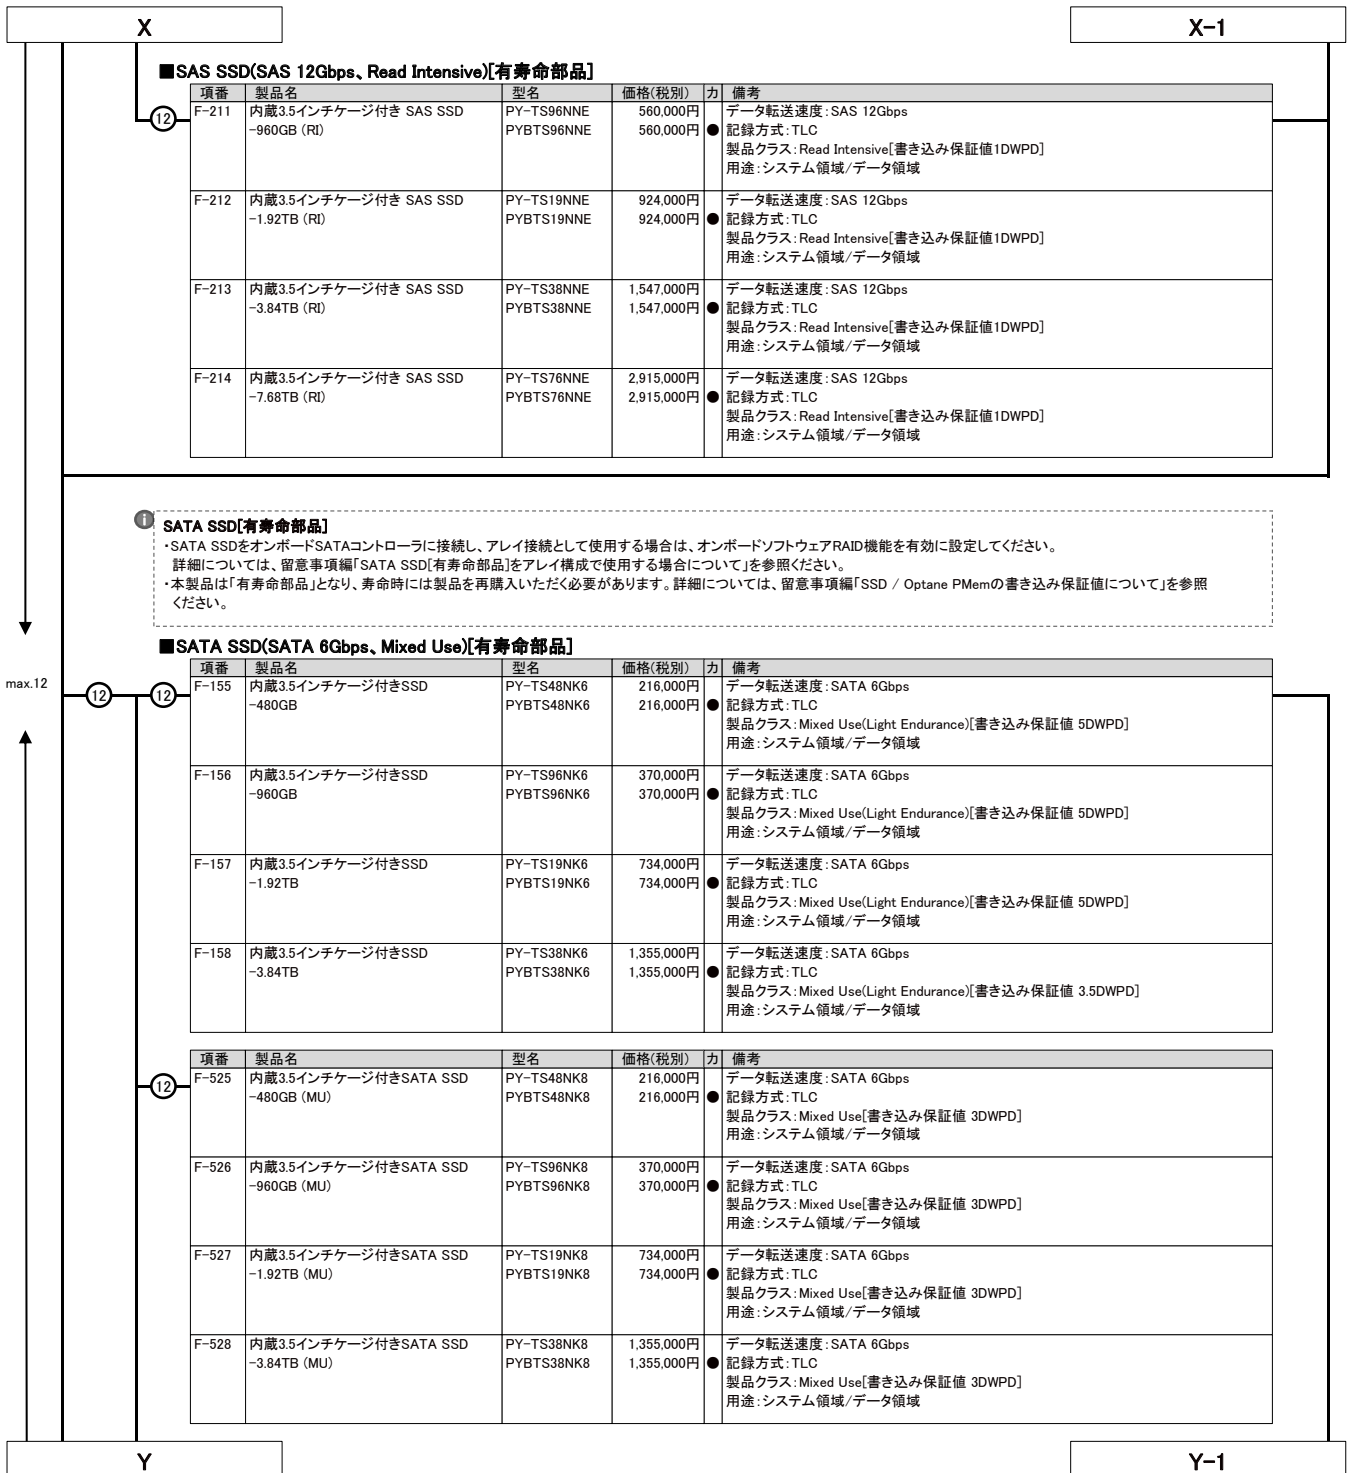 X
X-1
■SAS SSD(SAS 12Gbps、Read Intensive)[有寿命部品]
項番 製品名 型名 価格(税別) カ 備考
⑫
F-211 内蔵3.5インチケージ付き SAS SSD PY-TS96NNE 560,000円 データ転送速度:SAS 12Gbps
-960GB (RI) PYBTS96NNE 560,000円 ● 記録方式:TLC
製品クラス:Read Intensive[書き込み保証値1DWPD]
用途:システム領域/データ領域
F-212 内蔵3.5インチケージ付き SAS SSD PY-TS19NNE 924,000円 データ転送速度:SAS 12Gbps
-1.92TB (RI) PYBTS19NNE 924,000円 ● 記録方式:TLC
製品クラス:Read Intensive[書き込み保証値1DWPD]
用途:システム領域/データ領域
F-213 内蔵3.5インチケージ付き SAS SSD PY-TS38NNE 1,547,000円 データ転送速度:SAS 12Gbps
-3.84TB (RI) PYBTS38NNE 1,547,000円 ● 記録方式:TLC
製品クラス:Read Intensive[書き込み保証値1DWPD]
用途:システム領域/データ領域
F-214 内蔵3.5インチケージ付き SAS SSD PY-TS76NNE 2,915,000円 データ転送速度:SAS 12Gbps
-7.68TB (RI) PYBTS76NNE 2,915,000円 ● 記録方式:TLC
製品クラス:Read Intensive[書き込み保証値1DWPD]
用途:システム領域/データ領域
SATA SSD[有寿命部品]
・SATA SSDをオンボードSATAコントローラに接続し、アレイ接続として使用する場合は、オンボードソフトウェアRAID機能を有効に設定してください。
詳細については、留意事項編「SATA SSD[有寿命部品]をアレイ構成で使用する場合について」を参照ください。
・本製品は「有寿命部品」となり、寿命時には製品を再購入いただく必要があります。詳細については、留意事項編「SSD / Optane PMemの書き込み保証値について」を参照
ください。
■SATA SSD(SATA 6Gbps、Mixed Use)[有寿命部品]
項番 製品名 型名 価格(税別) カ 備考
max.12
⑫ ⑫
F-155 内蔵3.5インチケージ付きSSD PY-TS48NK6 216,000円 データ転送速度:SATA 6Gbps
-480GB PYBTS48NK6 216,000円 ● 記録方式:TLC
製品クラス:Mixed Use(Light Endurance)[書き込み保証値 5DWPD]
用途:システム領域/データ領域
F-156 内蔵3.5インチケージ付きSSD PY-TS96NK6 370,000円 データ転送速度:SATA 6Gbps
-960GB PYBTS96NK6 370,000円 ● 記録方式:TLC
製品クラス:Mixed Use(Light Endurance)[書き込み保証値 5DWPD]
用途:システム領域/データ領域
F-157 内蔵3.5インチケージ付きSSD PY-TS19NK6 734,000円 データ転送速度:SATA 6Gbps
-1.92TB PYBTS19NK6 734,000円 ● 記録方式:TLC
製品クラス:Mixed Use(Light Endurance)[書き込み保証値 5DWPD]
用途:システム領域/データ領域
F-158 内蔵3.5インチケージ付きSSD PY-TS38NK6 1,355,000円 データ転送速度:SATA 6Gbps
-3.84TB PYBTS38NK6 1,355,000円 ● 記録方式:TLC
製品クラス:Mixed Use(Light Endurance)[書き込み保証値 3.5DWPD]
用途:システム領域/データ領域
項番 製品名 型名 価格(税別) カ 備考
⑫
F-525 内蔵3.5インチケージ付きSATA SSD PY-TS48NK8 216,000円 データ転送速度:SATA 6Gbps
-480GB (MU) PYBTS48NK8 216,000円 ● 記録方式:TLC
製品クラス:Mixed Use[書き込み保証値 3DWPD]
用途:システム領域/データ領域
F-526 内蔵3.5インチケージ付きSATA SSD PY-TS96NK8 370,000円 データ転送速度:SATA 6Gbps
-960GB (MU) PYBTS96NK8 370,000円 ● 記録方式:TLC
製品クラス:Mixed Use[書き込み保証値 3DWPD]
用途:システム領域/データ領域
F-527 内蔵3.5インチケージ付きSATA SSD PY-TS19NK8 734,000円 データ転送速度:SATA 6Gbps
-1.92TB (MU) PYBTS19NK8 734,000円 ● 記録方式:TLC
製品クラス:Mixed Use[書き込み保証値 3DWPD]
用途:システム領域/データ領域
F-528 内蔵3.5インチケージ付きSATA SSD PY-TS38NK8 1,355,000円 データ転送速度:SATA 6Gbps
-3.84TB (MU) PYBTS38NK8 1,355,000円 ● 記録方式:TLC
製品クラス:Mixed Use[書き込み保証値 3DWPD]
用途:システム領域/データ領域
Y
Y-1